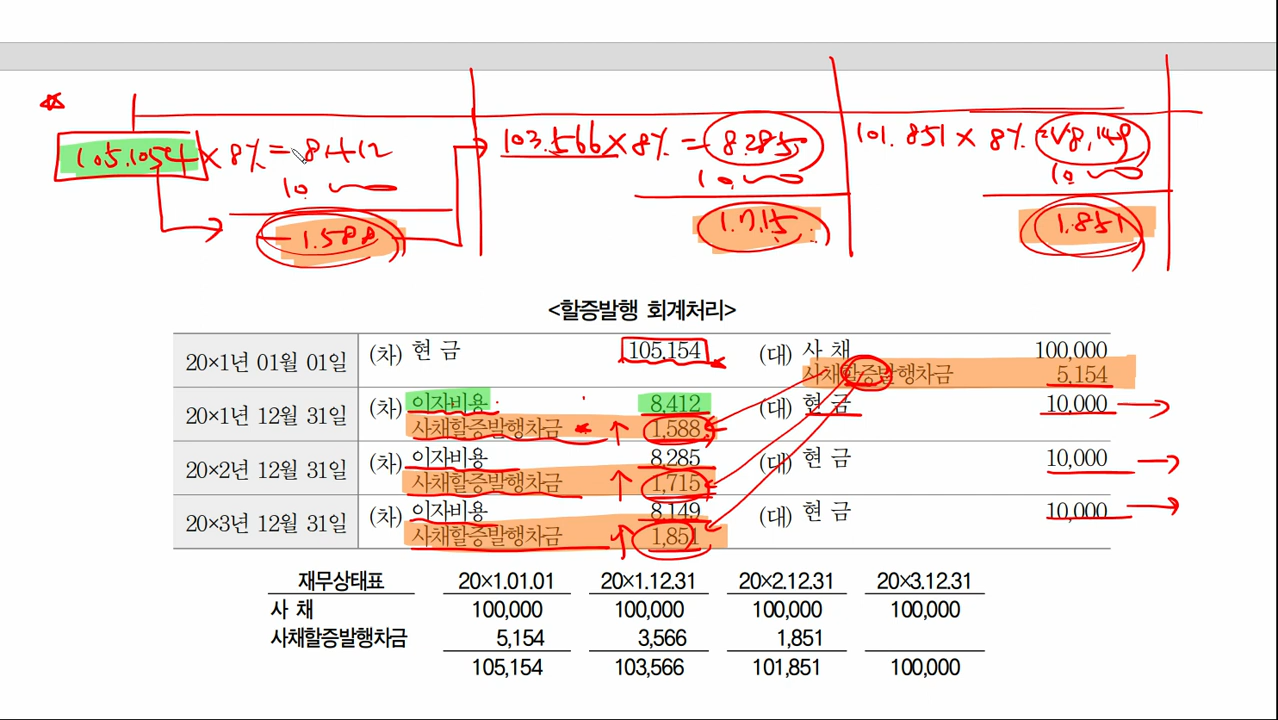 105.1054 × 8% = 8412
10.
1.588
103.566 × 8% = 8.285
10.
1.715
101.851 × 8% = 8.149
10.
1.851
<할증발행 회계처리>
20×1년 01월 01일 (차) 현 금 105,154 (대) 사 채 100,000
사채할증발행차금 5,154
20×1년 12월 31일 (차) 이자비용 8,412 (대) 현 금 10,000
사채할증발행차금 1,588
20×2년 12월 31일 (차) 이자비용 8,285 (대) 현 금 10,000
사채할증발행차금 1,715
20×3년 12월 31일 (차) 이자비용 8,149 (대) 현 금 10,000
사채할증발행차금 1,851
재무상태표 20×1.01.01 20×1.12.31 20×2.12.31 20×3.12.31
사 채 100,000 100,000 100,000 100,000
사채할증발행차금 5,154 3,566 1,851
105,154 103,566 101,851 100,000